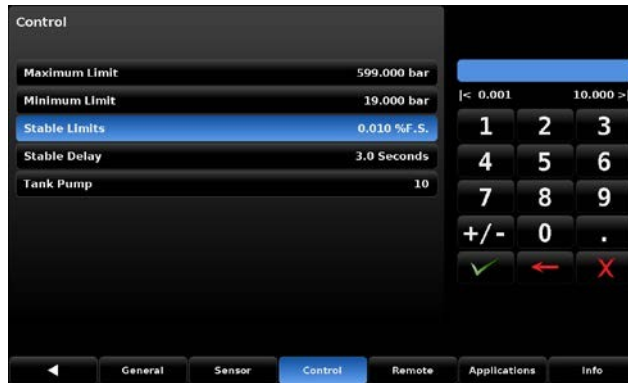 Control
Maximum Limit 599.000 bar
Minimum Limit 19.000 bar
Stable Limits 0.010 %F.S.
Stable Delay 3.0 Seconds
Tank Pump 10
|< 0.001 10.000 >|
1 2 3
4 5 6
7 8 9
+/- 0 .
General Sensor Control Remote Applications Info